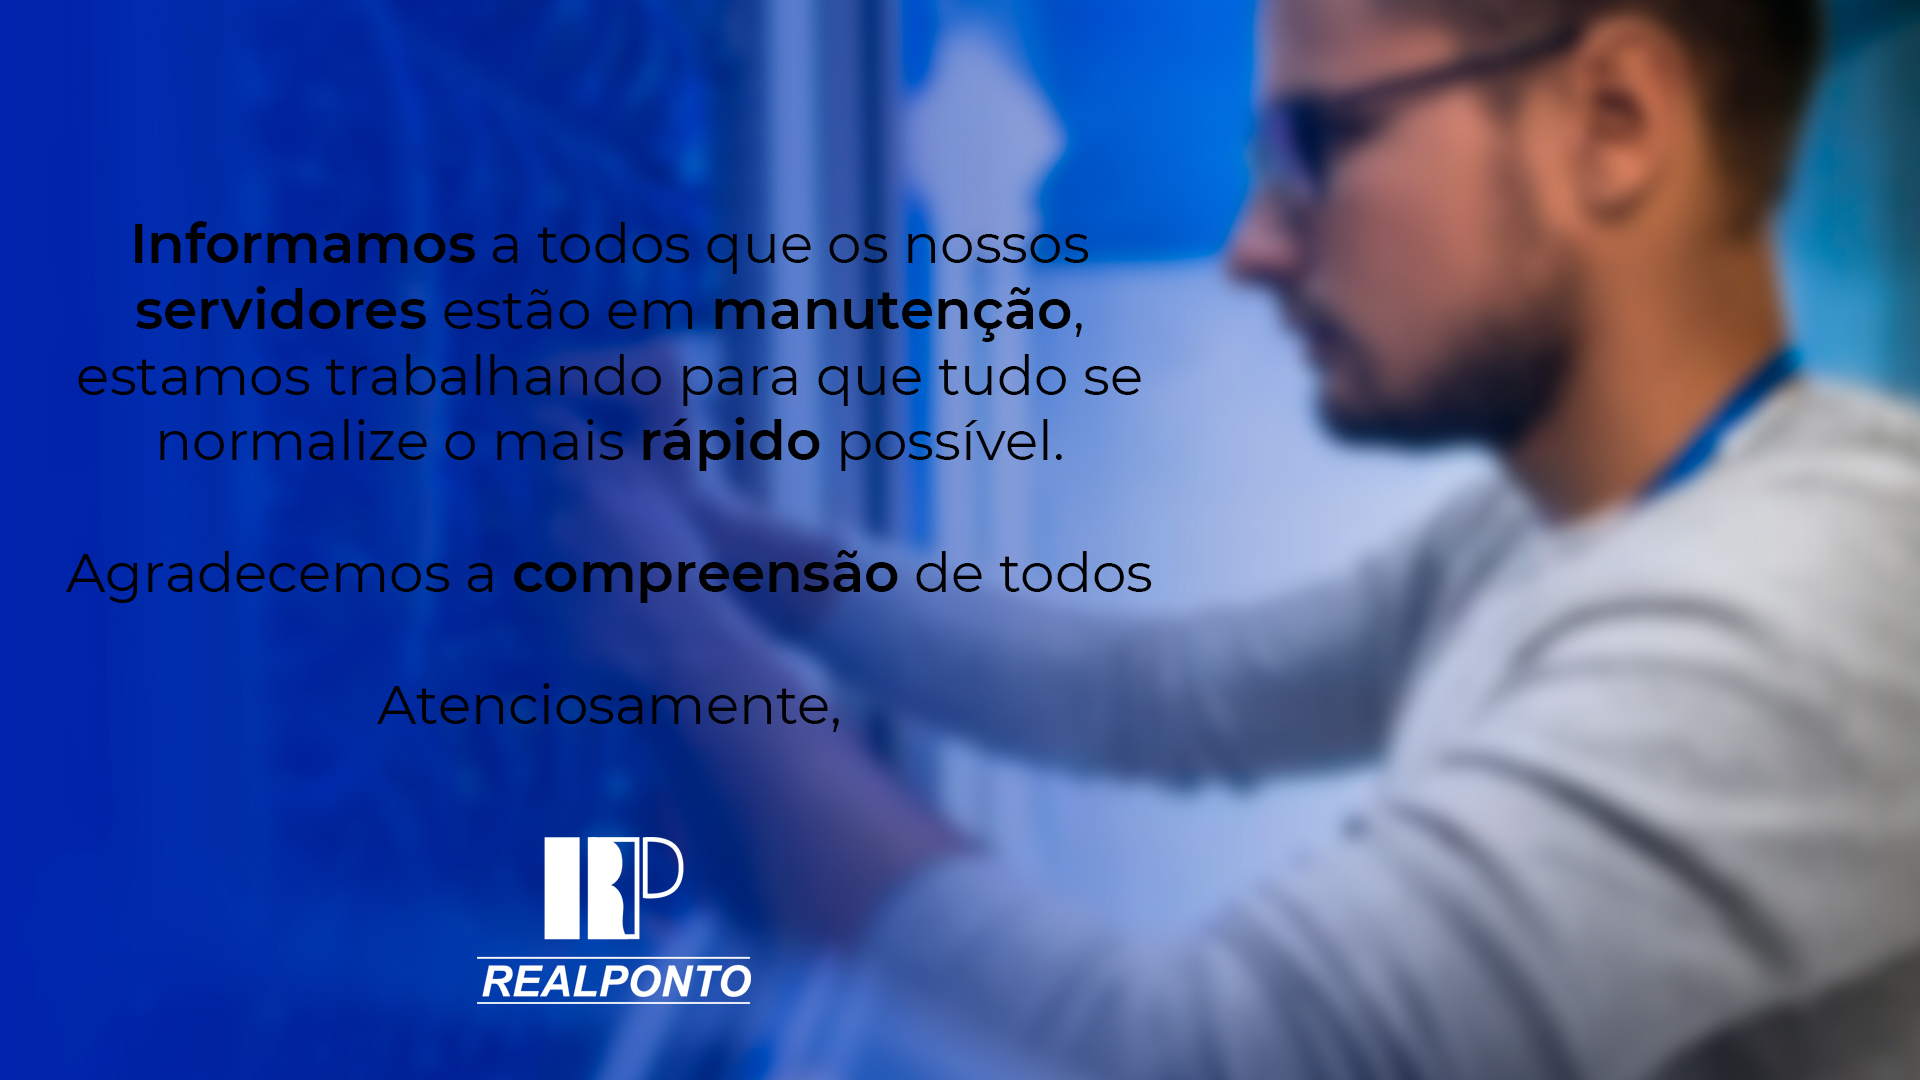 Informamos a todos que os nossos
servidores estão em manutenção,
estamos trabalhando para que tudo se
normalize o mais rápido possível.
Agradecemos a compreensão de todos
Atenciosamente,
RP
REALPONTO